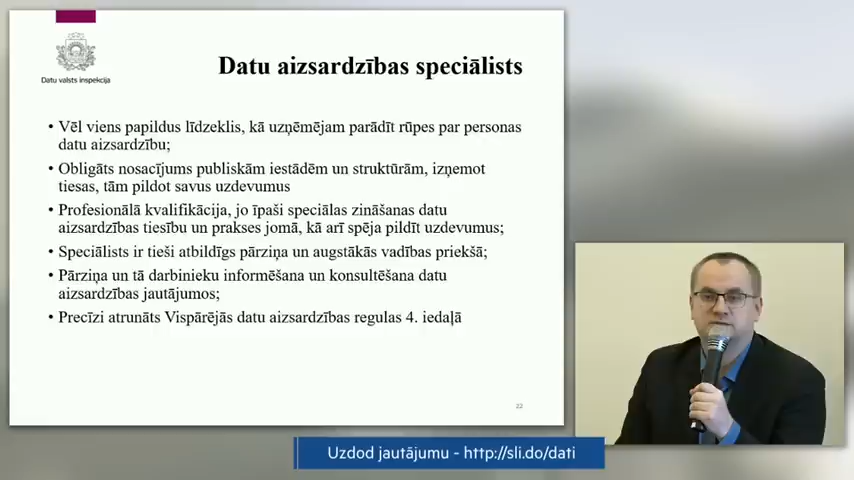 Datu valsts inspekcija
Datu aizsardzības speciālists
• Vēl viens papildus līdzeklis, kā uzņēmējam parādīt rūpes par personas
datu aizsardzību;
• Obligāts nosacījums publiskām iestādēm un struktūrām, izņemot
tiesas, tām pildot savus uzdevumus
• Profesionālā kvalifikācija, jo īpaši speciālas zināšanas datu
aizsardzības tiesību un prakses jomā, kā arī spēja pildīt uzdevumus;
• Speciālists ir tieši atbildīgs pārziņa un augstākās vadības priekšā;
• Pārziņa un tā darbinieku informēšana un konsultēšana datu
aizsardzības jautājumos;
• Precīzi atrunāts Vispārējās datu aizsardzības regulas 4. iedaļā
22
Uzdod jautājumu - http://sli.do/dati